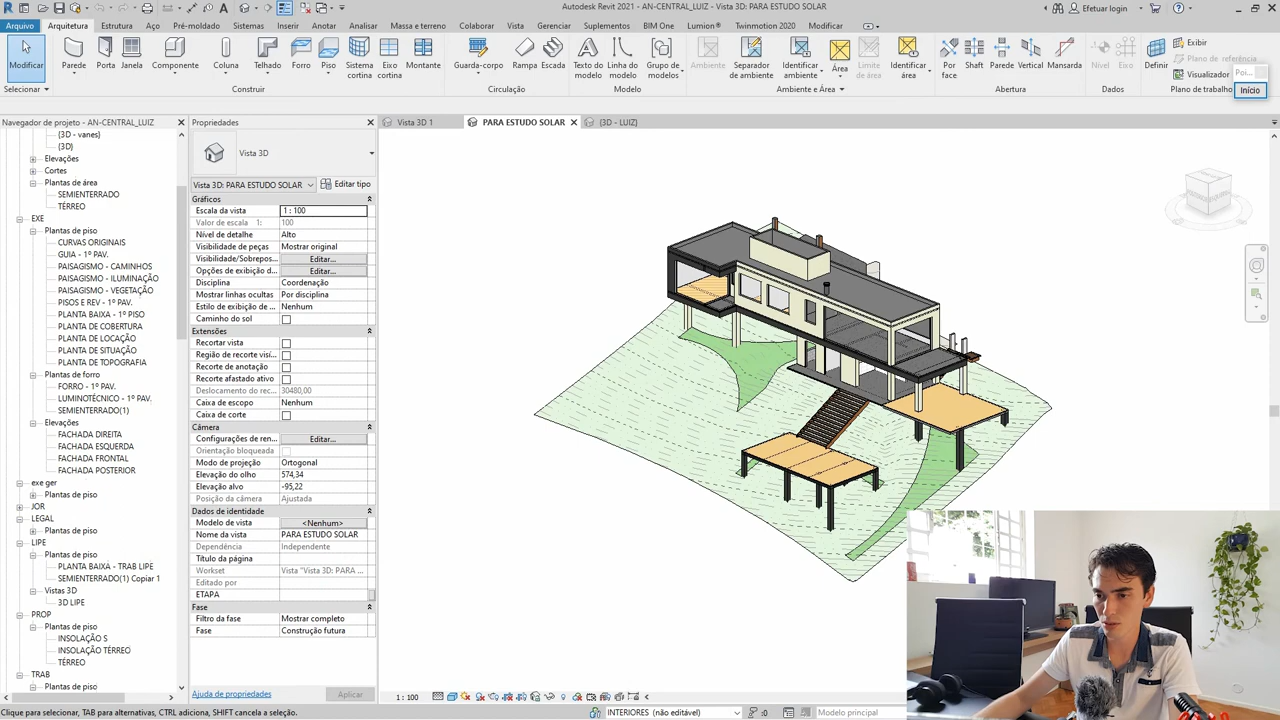 Autodesk Revit 2021 - AN-CENTRAL_LUIZ - Vista 3D: PARA ESTUDO SOLAR
Efetuar login
Arquivo Arquitetura Estrutura Aço Pré-moldado Sistemas Inserir Anotar Analisar Massa e terreno Colaborar Vista Gerenciar Suplementos BIM One Lumion® Twinmotion 2020 Modificar
Modificar Parede Porta Janela Componente Coluna Telhado Forro Piso Sistema cortina Eixo cortina Montante Guarda-corpo Rampa Escada Texto do modelo Linha do modelo Grupo de modelos Ambiente Separador de ambiente Identificar ambiente Área Limite de área Identificar área Por face Shaft Parede Vertical Mansarda Nível Eixo Definir
Exibir
Plano de referência
Visualizador
Poi...
Início
Selecionar Construir Circulação Modelo Ambiente e Área Abertura Dados Plano de trabalho
Navegador de projeto - AN-CENTRAL_LUIZ
{3D - vanes}
{3D}
Elevações
Cortes
Plantas de área
SEMIENTERRADO
TÉRREO
EXE
Plantas de piso
CURVAS ORIGINAIS
GUIA - 1º PAV.
PAISAGISMO - CAMINHOS
PAISAGISMO - ILUMINAÇÃO
PAISAGISMO - VEGETAÇÃO
PISOS E REV - 1º PAV.
PLANTA BAIXA - 1º PISO
PLANTA DE COBERTURA
PLANTA DE LOCAÇÃO
PLANTA DE SITUAÇÃO
PLANTA DE TOPOGRAFIA
Plantas de forro
FORRO - 1º PAV.
LUMINOTÉCNICO - 1º PAV.
SEMIENTERRADO(1)
Elevações
FACHADA DIREITA
FACHADA ESQUERDA
FACHADA FRONTAL
FACHADA POSTERIOR
exe ger
Plantas de piso
JOR
LEGAL
Plantas de piso
LIPE
Plantas de piso
PLANTA BAIXA - TRAB LIPE
SEMIENTERRADO(1) Copiar 1
Vistas 3D
3D LIPE
PROP
Plantas de piso
INSOLAÇÃO S
INSOLAÇÃO TÉRREO
TÉRREO
TRAB
Plantas de piso
Propriedades
Vista 3D
Vista 3D: PARA ESTUDO SOLAR Editar tipo
Gráficos
Escala da vista 1 : 100
Valor de escala 1: 100
Nível de detalhe Alto
Visibilidade de peças Mostrar original
Visibilidade/Sobrepos... Editar...
Opções de exibição d... Editar...
Disciplina Coordenação
Mostrar linhas ocultas Por disciplina
Estilo de exibição de ... Nenhum
Caminho do sol
Extensões
Recortar vista
Região de recorte visí...
Recorte de anotação
Recorte afastado ativo
Deslocamento do rec... 30480,00
Caixa de escopo Nenhum
Caixa de corte
Câmera
Configurações de ren... Editar...
Orientação bloqueada
Modo de projeção Ortogonal
Elevação do olho 574,34
Elevação alvo -95,22
Posição da câmera Ajustada
Dados de identidade
Modelo de vista <Nenhum>
Nome da vista PARA ESTUDO SOLAR
Dependência Independente
Título da página
Workset Vista "Vista 3D: PARA ...
Editado por
ETAPA
Fase
Filtro da fase Mostrar completo
Fase Construção futura
Ajuda de propriedades Aplicar
Vista 3D 1 PARA ESTUDO SOLAR {3D - LUIZ}
1 : 100
Clique para selecionar, TAB para alternativas, CTRL adiciona, SHIFT cancela a seleção.
INTERIORES (não editável) :0 Modelo principal